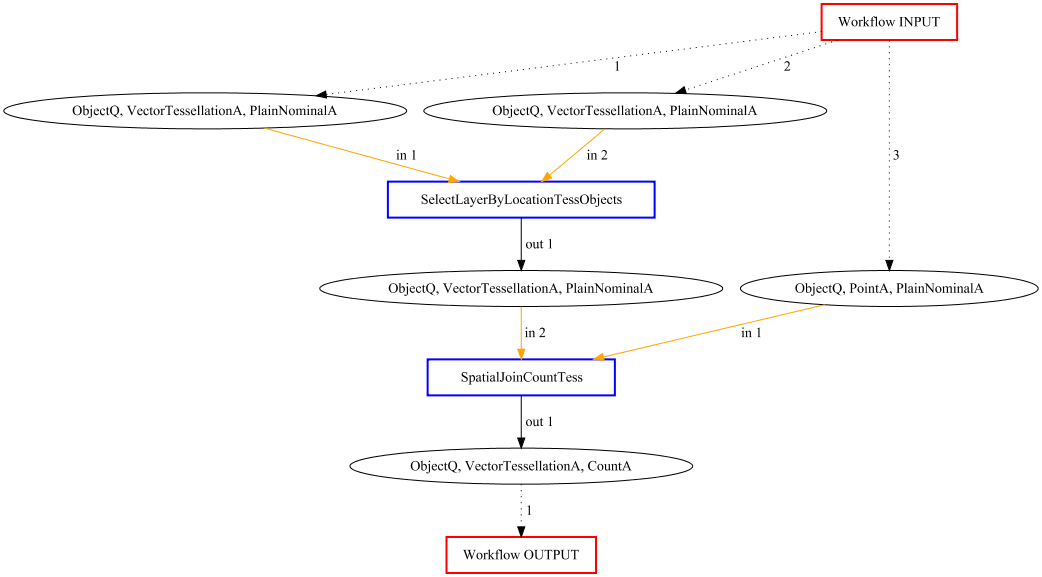 Workflow INPUT
1
2
3
ObjectQ, VectorTessellationA, PlainNominalA
ObjectQ, VectorTessellationA, PlainNominalA
in 1
in 2
SelectLayerByLocationTessObjects
out 1
ObjectQ, VectorTessellationA, PlainNominalA
ObjectQ, PointA, PlainNominalA
in 2
in 1
SpatialJoinCountTess
out 1
ObjectQ, VectorTessellationA, CountA
1
Workflow OUTPUT